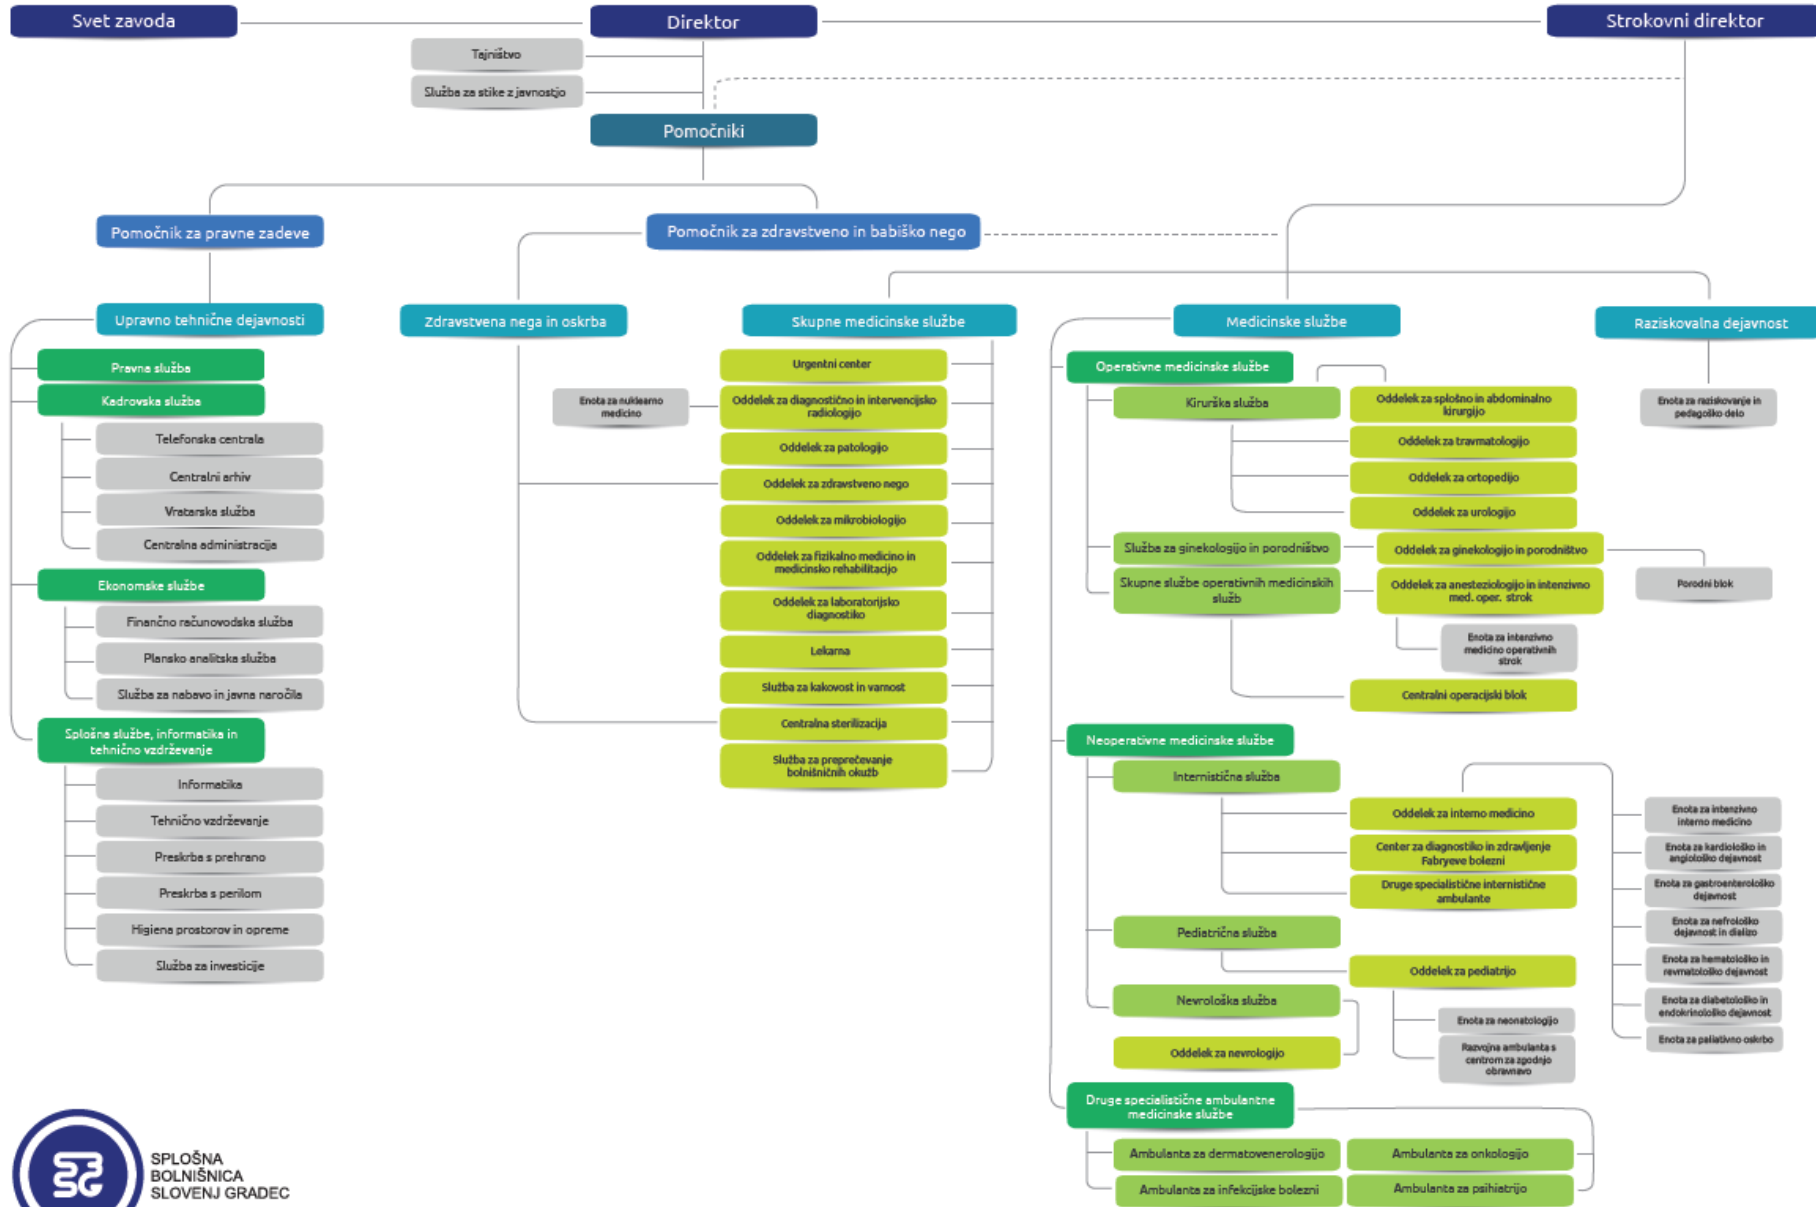 Svet zavoda
Direktor
Strokovni direktor
Tajništvo
Služba za stike z javnostjo
Pomočniki
Pomočnik za pravne zadeve
Pomočnik za zdravstveno in babiško nego
Upravno tehnične dejavnosti
Pravna služba
Kadrovska služba
Telefonska centrala
Centralni arhiv
Vratarska služba
Centralna administracija
Ekonomske službe
Finančno računovodska služba
Plansko analitska služba
Služba za nabavo in javna naročila
Splošna službe, informatika in
tehnično vzdrževanje
Informatika
Tehnično vzdrževanje
Preskrba s prehrano
Preskrba s perilom
Higiena prostorov in opreme
Služba za investicije
Zdravstvena nega in oskrba
Skupne medicinske službe
Urgentni center
Enota za nuklearno
medicino
Oddelek za diagnostično in intervencijsko
radiologijo
Oddelek za patologijo
Oddelek za zdravstveno nego
Oddelek za mikrobiologijo
Oddelek za fizikalno medicino in
medicinsko rehabilitacijo
Oddelek za laboratorijsko
diagnostiko
Lekarna
Služba za kakovost in varnost
Centralna sterilizacija
Služba za preprečevanje
bolnišničnih okužb
Medicinske službe
Operativne medicinske službe
Kirurška služba
Oddelek za splošno in abdominalno
kirurgijo
Oddelek za travmatologijo
Oddelek za ortopedijo
Oddelek za urologijo
Služba za ginekologijo in porodništvo
Oddelek za ginekologijo in porodništvo
Porodni blok
Skupne službe operativnih medicinskih
služb
Oddelek za anesteziologijo in intenzivno
med. oper. strok
Enota za intenzivno
medicino operativnih
strok
Centralni operacijski blok
Neoperativne medicinske službe
Internistična služba
Oddelek za interno medicino
Center za diagnostiko in zdravljenje
Fabryeve bolezni
Druge specialistične internistične
ambulante
Enota za intenzivno
interno medicino
Enota za kardiološko in
angiološko dejavnost
Enota za gastroenterološko
dejavnost
Enota za nefrološko
dejavnost in dializo
Enota za hematološko in
revmatološko dejavnost
Enota za diabetološko in
endokrinološko dejavnost
Enota za paliativno oskrbo
Pediatrična služba
Oddelek za pediatrijo
Enota za neonatologijo
Razvojna ambulanta s
centrom za zgodnjo
obravnavo
Nevrološka služba
Oddelek za nevrologijo
Druge specialistične ambulantne
medicinske službe
Ambulanta za dermatovenerologijo
Ambulanta za onkologijo
Ambulanta za infekcijske bolezni
Ambulanta za psihiatrijo
Raziskovalna dejavnost
Enota za raziskovanje in
pedagoško delo
SPLOŠNA
BOLNIŠNICA
SLOVENJ GRADEC